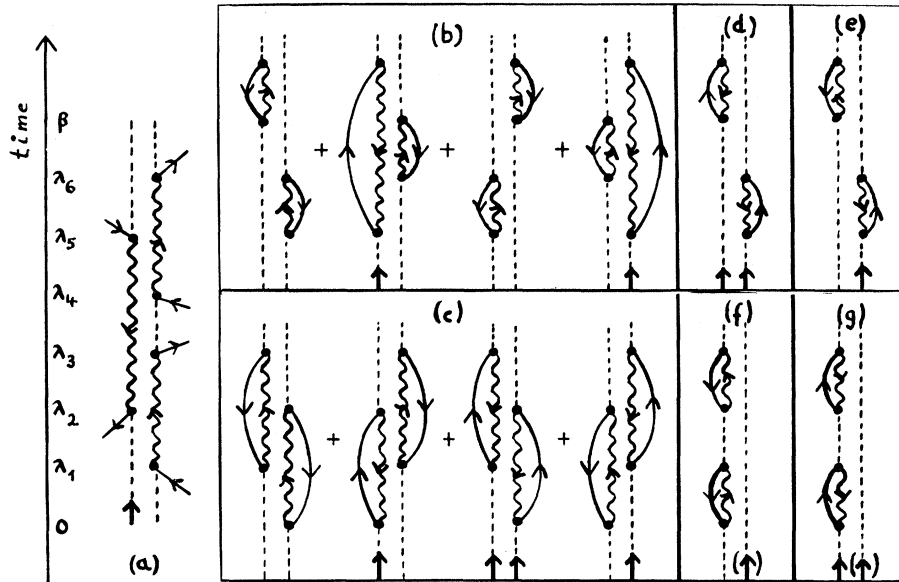 time
β
λ6
λ5
λ4
λ3
λ2
λ1
0
(a)
(b)
+ + +
(c)
+ + +
(d)
(e)
(f)
( )
(g)
( ) ( )